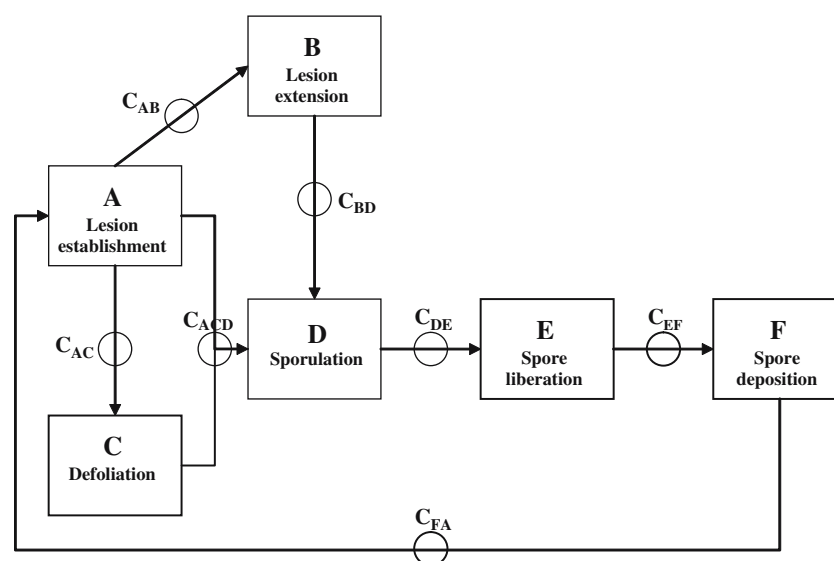 B
Lesion
extension
C_AB
A
Lesion
establishment
C_BD
C_AC
C_ACD
D
Sporulation
C_DE
E
Spore
liberation
C_EF
F
Spore
deposition
C
Defoliation
C_FA